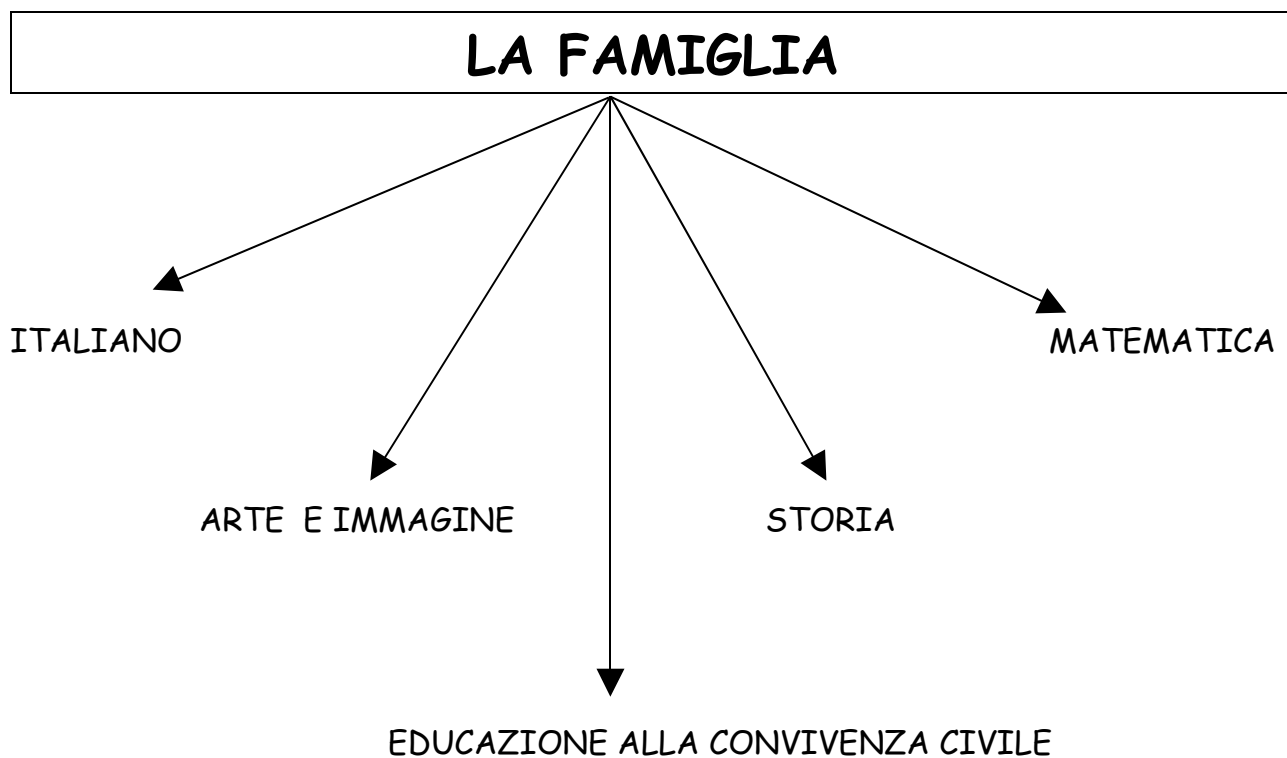 LA FAMIGLIA
ITALIANO
MATEMATICA
ARTE E IMMAGINE
STORIA
EDUCAZIONE ALLA CONVIVENZA CIVILE